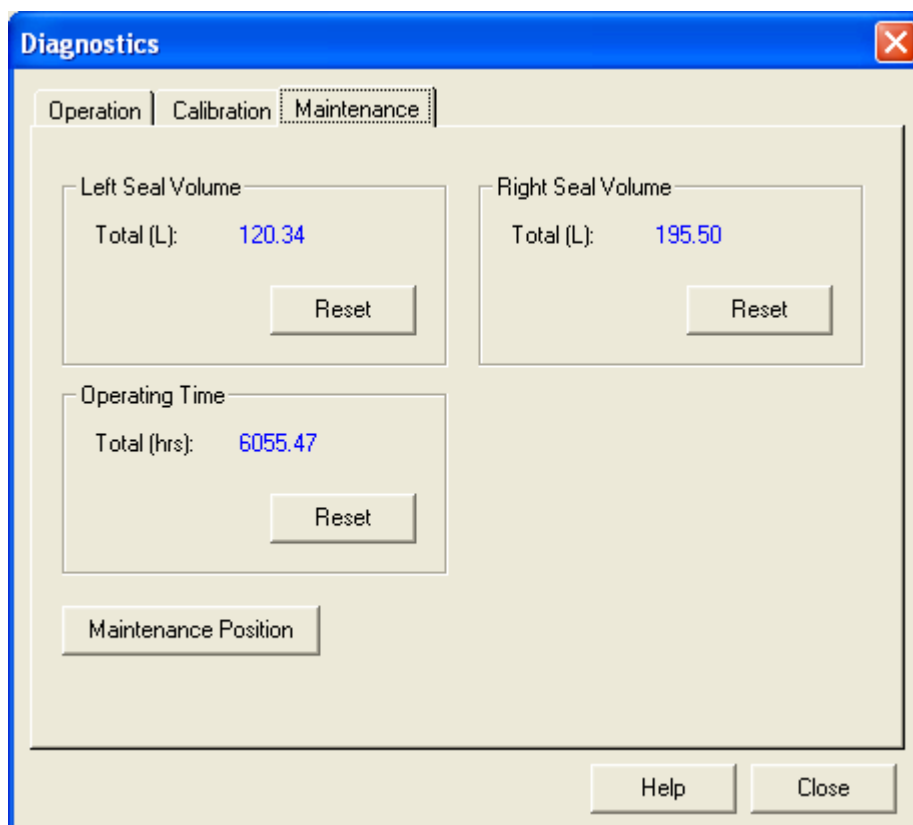 Diagnostics
Operation Calibration Maintenance
Left Seal Volume
Total (L): 120.34
Reset
Right Seal Volume
Total (L): 195.50
Reset
Operating Time
Total (hrs): 6055.47
Reset
Maintenance Position
Help Close